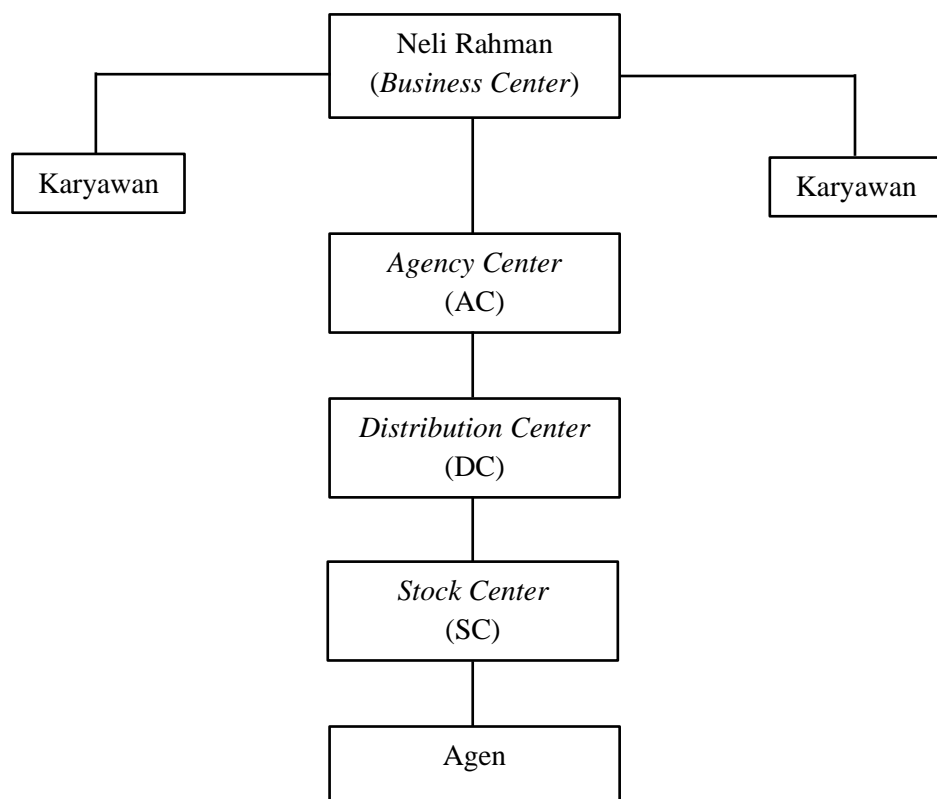 Neli Rahman
(Business Center)
Karyawan
Karyawan
Agency Center
(AC)
Distribution Center
(DC)
Stock Center
(SC)
Agen